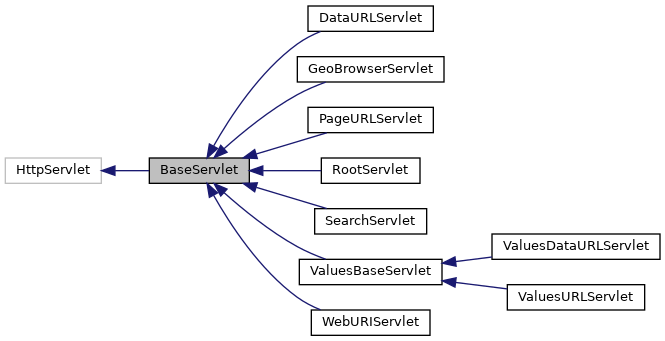 DataURLServlet
GeoBrowserServlet
PageURLServlet
HttpServlet
BaseServlet
RootServlet
SearchServlet
ValuesBaseServlet
ValuesDataURLServlet
ValuesURLServlet
WebURIServlet